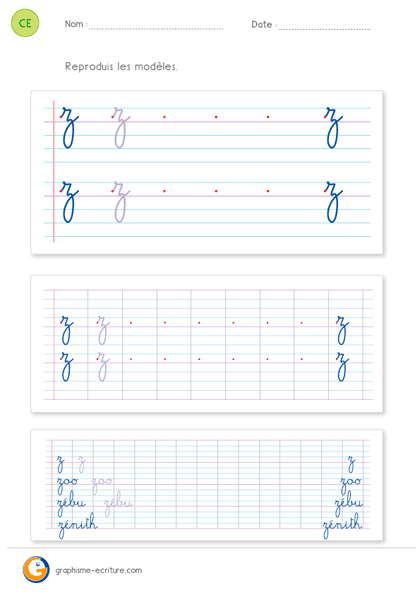 CE Nom : Date :
Reproduis les modèles.
z z z
z z z
z z z
z z z
z z z
zoo zoo zoo
zébu zébu zébu
zénith zénith
graphisme-ecriture.com